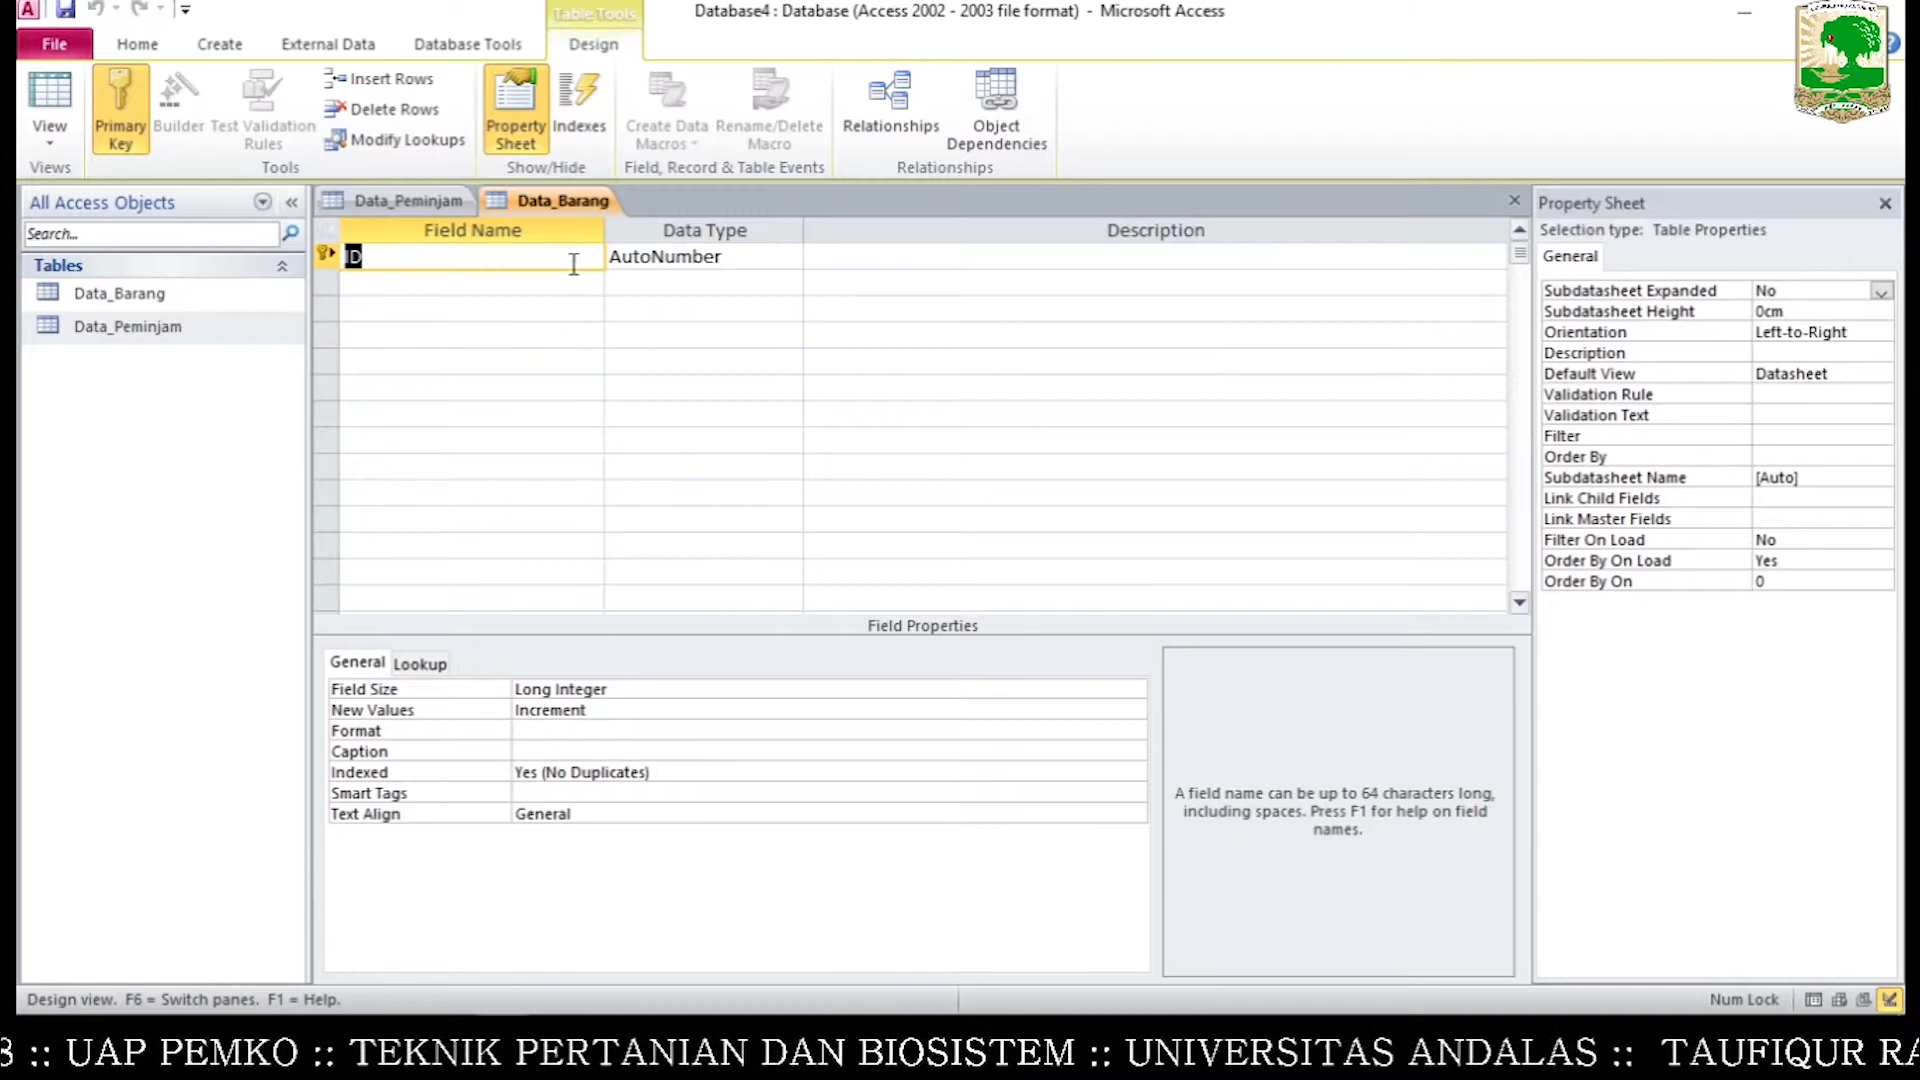 Database4 : Database (Access 2002 - 2003 file format) - Microsoft Access
Table Tools
File Home Create External Data Database Tools Design
View
Views
Primary Key
Builder
Test Validation Rules
Insert Rows
Delete Rows
Modify Lookups
Tools
Property Sheet
Indexes
Show/Hide
Create Data Macros
Rename/Delete Macro
Field, Record & Table Events
Relationships
Object Dependencies
Relationships
All Access Objects
Search...
Tables
Data_Barang
Data_Peminjam
Data_Peminjam Data_Barang
Field Name Data Type Description
ID AutoNumber
Field Properties
General Lookup
Field Size Long Integer
New Values Increment
Format
Caption
Indexed Yes (No Duplicates)
Smart Tags
Text Align General
A field name can be up to 64 characters long,
including spaces. Press F1 for help on field
names.
Property Sheet
Selection type: Table Properties
General
Subdatasheet Expanded No
Subdatasheet Height 0cm
Orientation Left-to-Right
Description
Default View Datasheet
Validation Rule
Validation Text
Filter
Order By
Subdatasheet Name [Auto]
Link Child Fields
Link Master Fields
Filter On Load No
Order By On Load Yes
Order By On 0
Design view. F6 = Switch panes. F1 = Help.
Num Lock
:: UAP PEMKO :: TEKNIK PERTANIAN DAN BIOSISTEM :: UNIVERSITAS ANDALAS :: TAUFIQUR